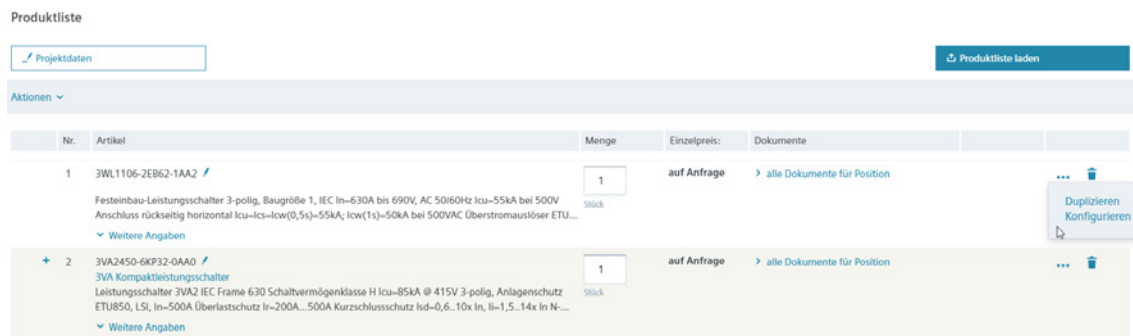 Produktliste
Projektdaten
Produktliste laden
Aktionen
Nr. Artikel Menge Einzelpreis: Dokumente
1 3WL1106-2EB62-1AA2 1 auf Anfrage alle Dokumente für Position ...
Festeinbau-Leistungsschalter 3-polig, Baugröße 1, IEC In=630A bis 690V, AC 50/60Hz Icu=55kA bei 500V Stück
Anschluss rückseitig horizontal Icu=Ics=Icw(0,5s)=55kA; Icw(1s)=50kA bei 500VAC Überstromauslöser ETU...
Weitere Angaben
Duplizieren
Konfigurieren
+ 2 3VA2450-6KP32-0AA0 1 auf Anfrage alle Dokumente für Position ...
3VA Kompaktleistungsschalter
Leistungsschalter 3VA2 IEC Frame 630 Schaltvermögenklasse H Icu=85kA @ 415V 3-polig, Anlagenschutz Stück
ETU850, LSI, In=500A Überlastschutz Ir=200A...500A Kurzschlussschutz Isd=0,6..10x In, Ii=1,5..14x In N-...
Weitere Angaben